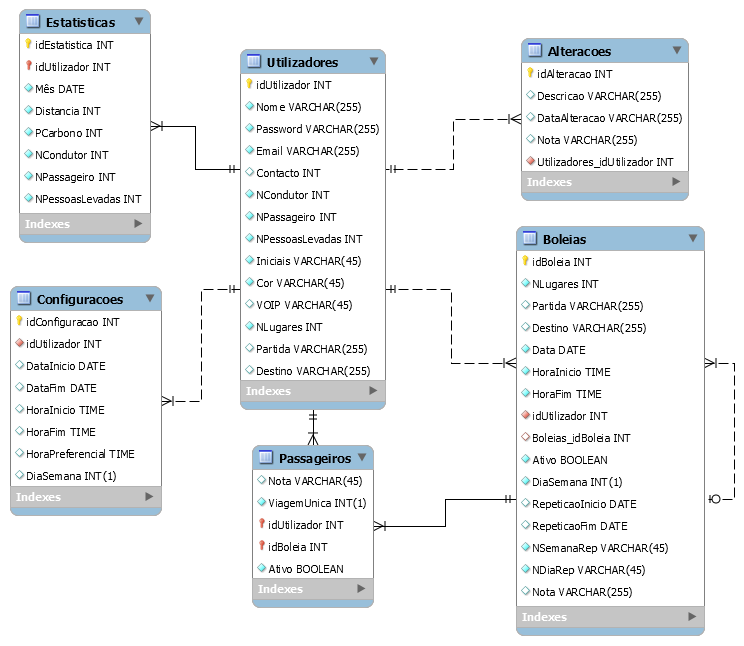 Estatisticas
idEstatistica INT
idUtilizador INT
Mês DATE
Distancia INT
PCarbono INT
NCondutor INT
NPassageiro INT
NPessoasLevadas INT
Indexes
Utilizadores
idUtilizador INT
Nome VARCHAR(255)
Password VARCHAR(255)
Email VARCHAR(255)
Contacto INT
NCondutor INT
NPassageiro INT
NPessoasLevadas INT
Iniciais VARCHAR(45)
Cor VARCHAR(45)
VOIP VARCHAR(45)
NLugares INT
Partida VARCHAR(255)
Destino VARCHAR(255)
Indexes
Alteracoes
idAlteracao INT
Descricao VARCHAR(255)
DataAlteracao VARCHAR(255)
Nota VARCHAR(255)
Utilizadores_idUtilizador INT
Indexes
Configuracoes
idConfiguracao INT
idUtilizador INT
DataInicio DATE
DataFim DATE
HoraInicio TIME
HoraFim TIME
HoraPreferencial TIME
DiaSemana INT(1)
Indexes
Passageiros
Nota VARCHAR(45)
ViagemUnica INT(1)
idUtilizador INT
idBoleia INT
Ativo BOOLEAN
Indexes
Boleias
idBoleia INT
NLugares INT
Partida VARCHAR(255)
Destino VARCHAR(255)
Data DATE
HoraInicio TIME
HoraFim TIME
idUtilizador INT
Boleias_idBoleia INT
Ativo BOOLEAN
DiaSemana INT(1)
RepeticaoInicio DATE
RepeticaoFim DATE
NSemanaRep VARCHAR(45)
NDiaRep VARCHAR(45)
Nota VARCHAR(255)
Indexes